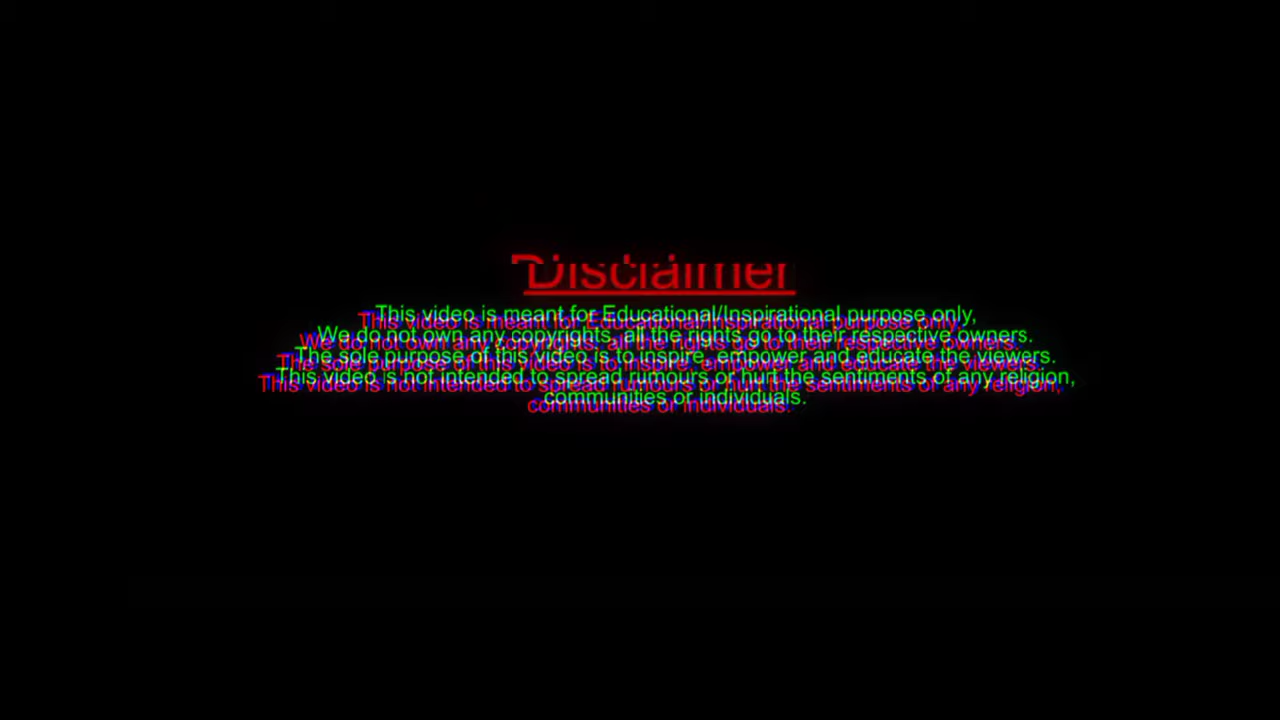 Disclaimer
This video is meant for Educational/Inspirational purpose only,
We do not own any copyrights, all the rights go to their respective owners.
The sole purpose of this video is to inspire, empower and educate the viewers.
This video is not intended to spread rumours or hurt the sentiments of any religion,
communities or individuals.